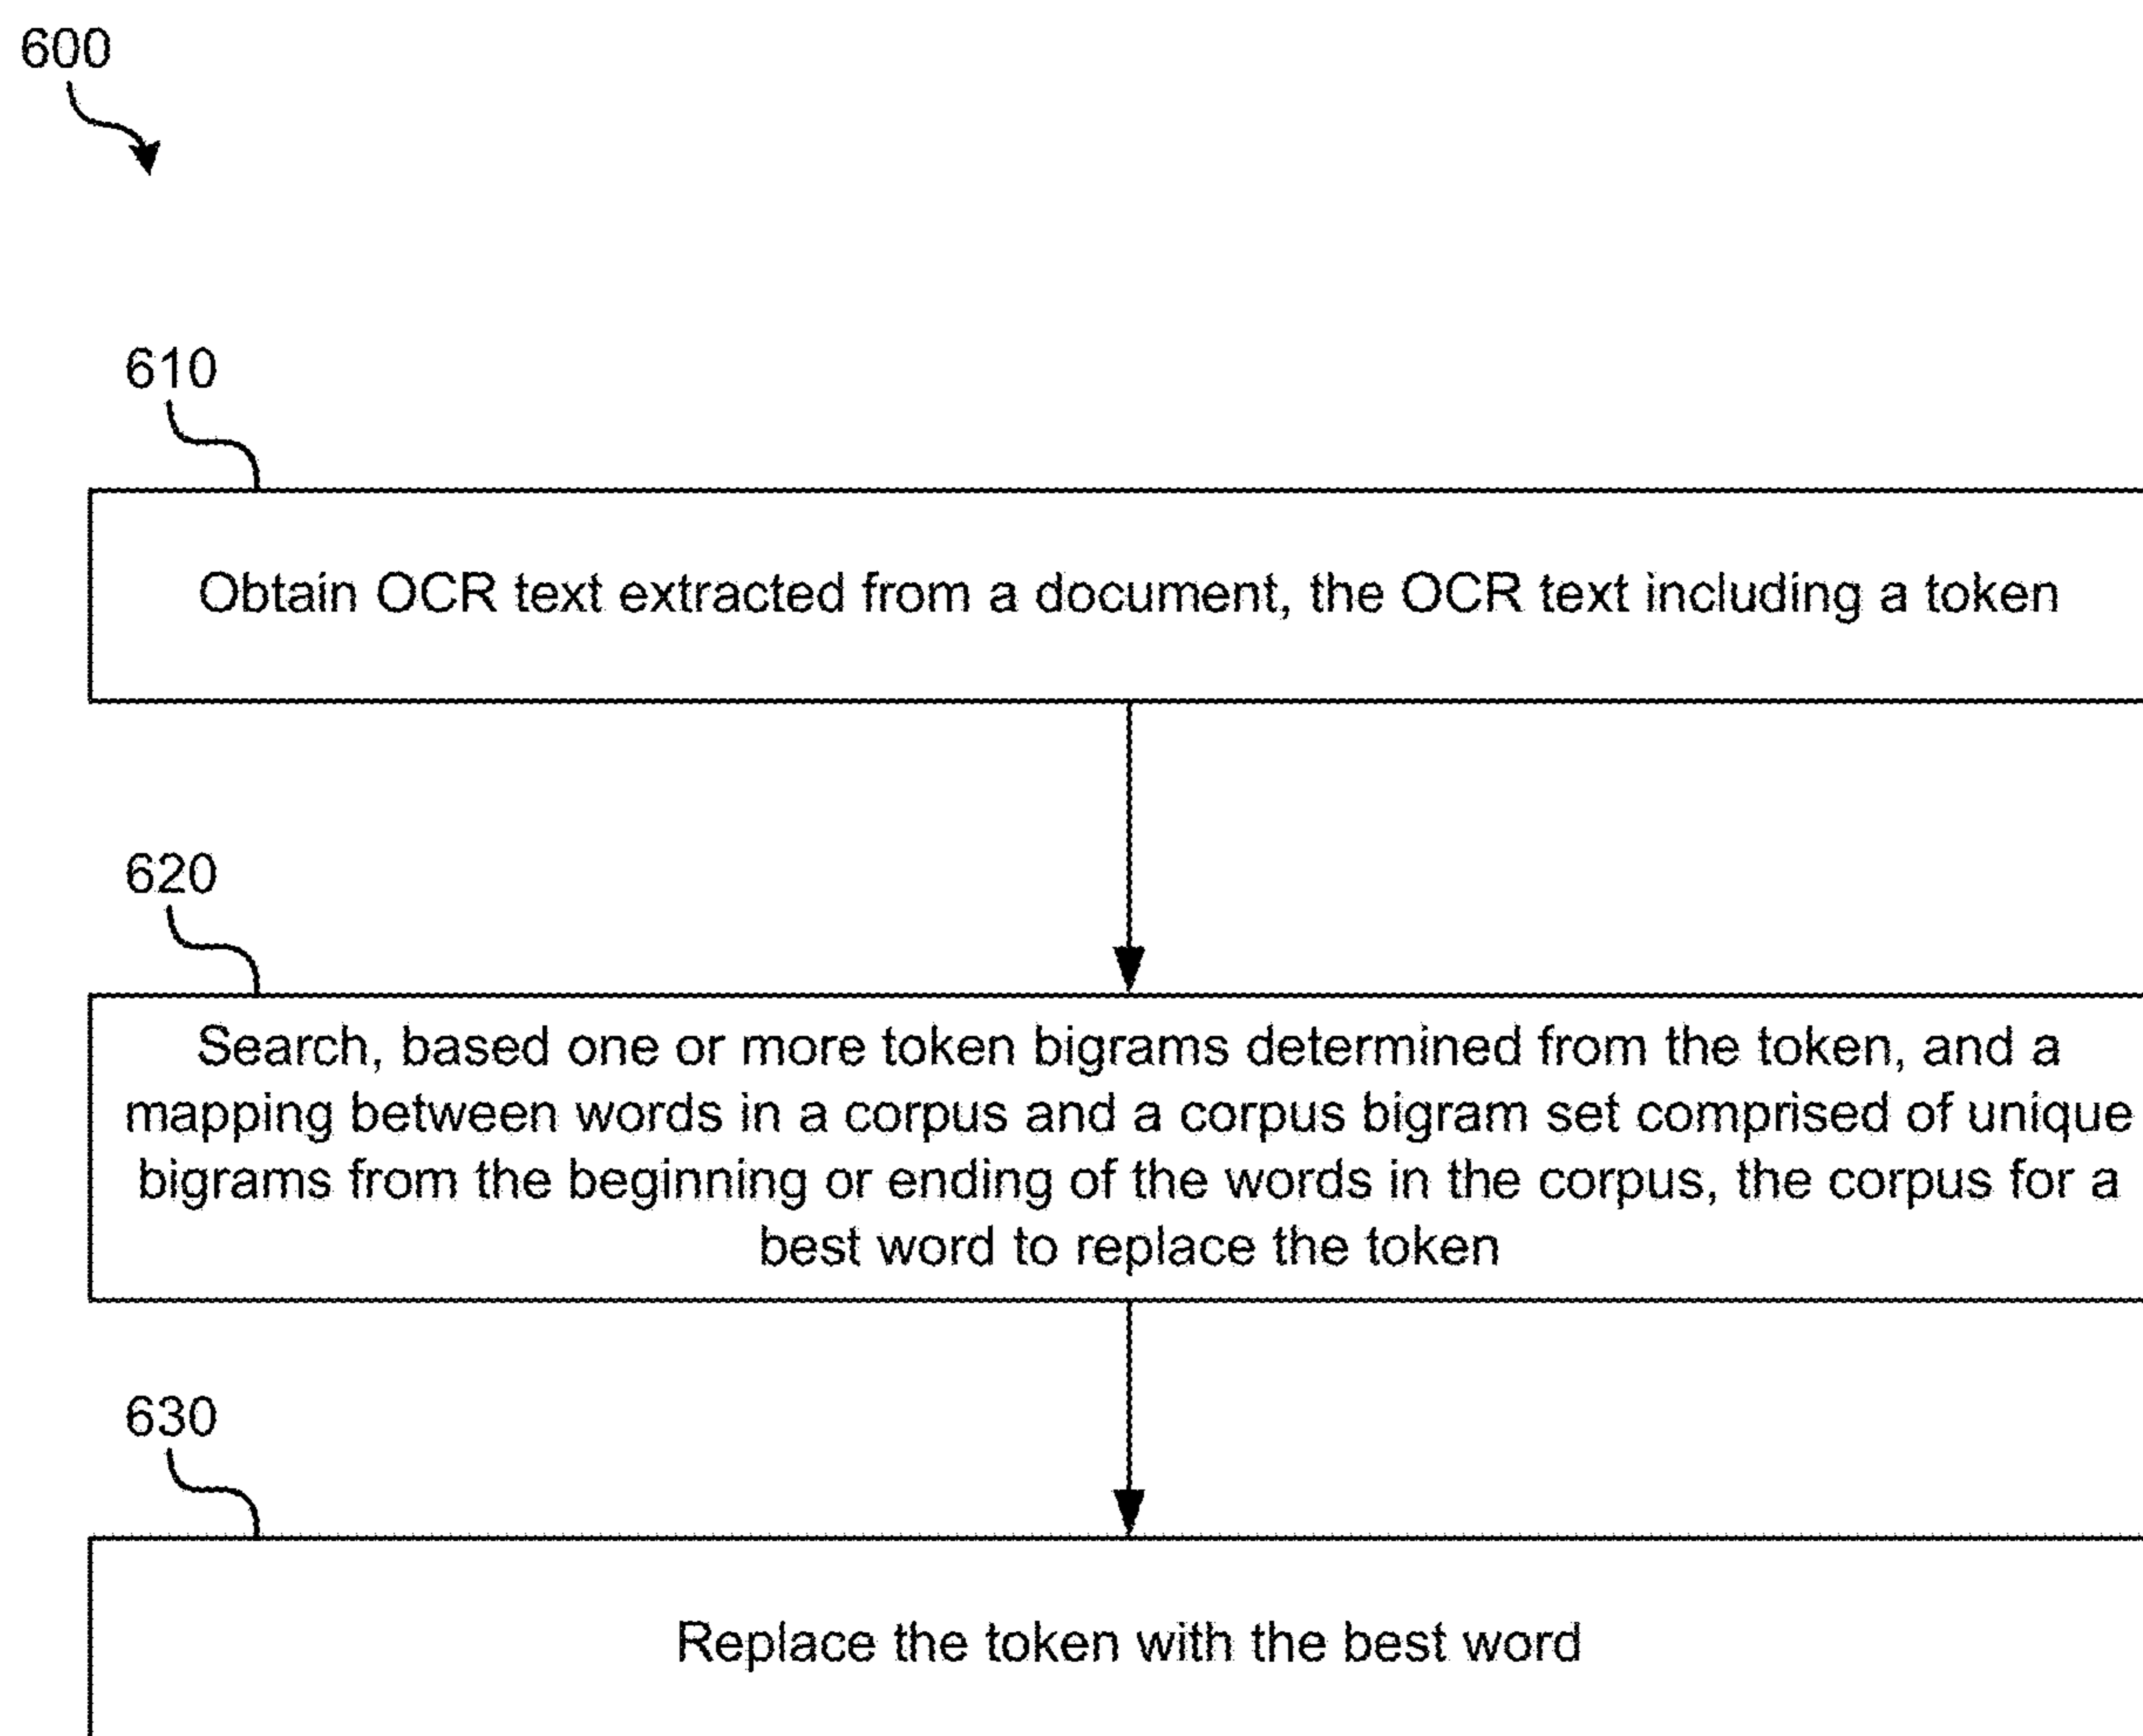 600
610
Obtain OCR text extracted from a document, the OCR text including a token
620
Search, based one or more token bigrams determined from the token, and a
mapping between words in a corpus and a corpus bigram set comprised of unique
bigrams from the beginning or ending of the words in the corpus, the corpus for a
best word to replace the token
630
Replace the token with the best word